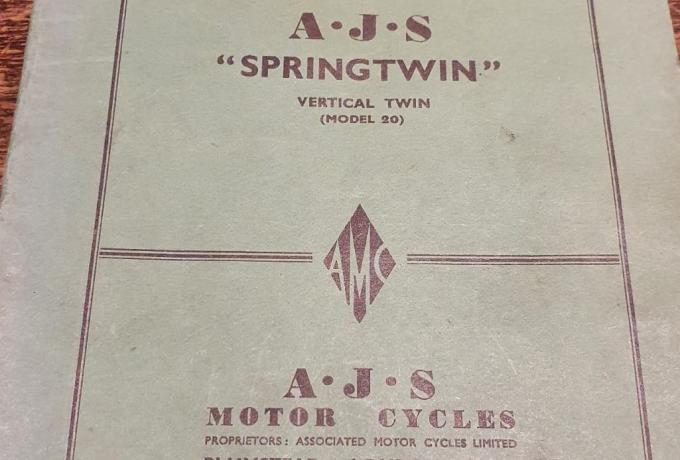 A·J·S
"SPRINGTWIN"
VERTICAL TWIN
(MODEL 20)
AMC
A·J·S
MOTOR CYCLES
PROPRIETORS: ASSOCIATED MOTOR CYCLES LIMITED